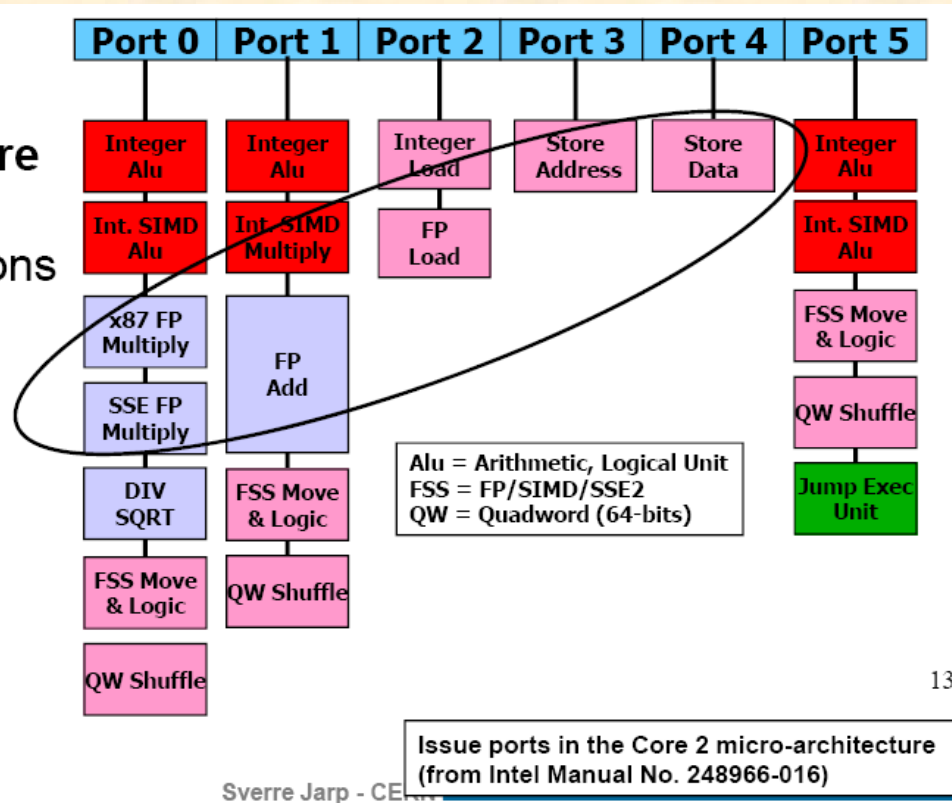 Port 0 Port 1 Port 2 Port 3 Port 4 Port 5
re
ons
Integer
Alu
Int. SIMD
Alu
x87 FP
Multiply
SSE FP
Multiply
DIV
SQRT
FSS Move
& Logic
QW Shuffle
Integer
Alu
Int. SIMD
Multiply
FP
Add
FSS Move
& Logic
QW Shuffle
Integer
Load
FP
Load
Store
Address
Store
Data
Integer
Alu
Int. SIMD
Alu
FSS Move
& Logic
QW Shuffle
Jump Exec
Unit
Alu = Arithmetic, Logical Unit
FSS = FP/SIMD/SSE2
QW = Quadword (64-bits)
13
Issue ports in the Core 2 micro-architecture
(from Intel Manual No. 248966-016)
Sverre Jarp - CERN